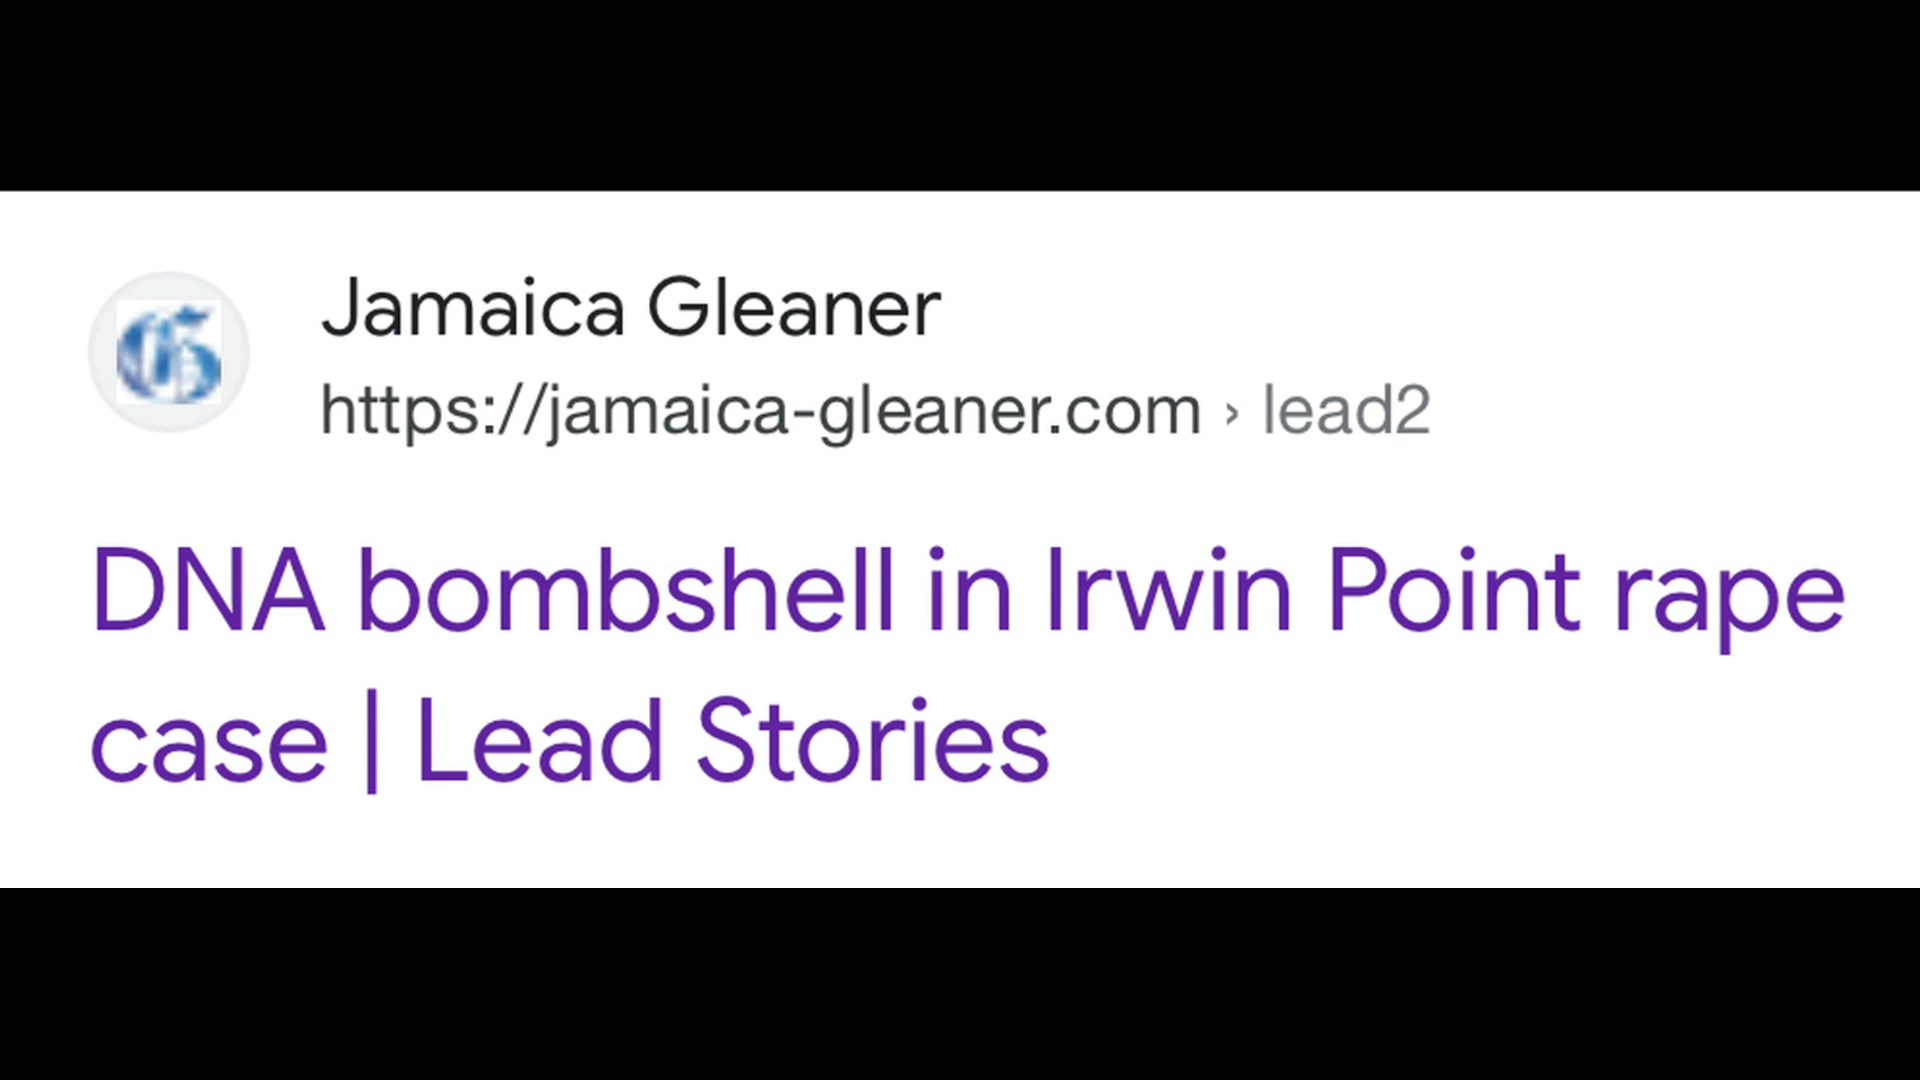 Jamaica Gleaner
https://jamaica-gleaner.com › lead2
DNA bombshell in Irwin Point rape
case | Lead Stories